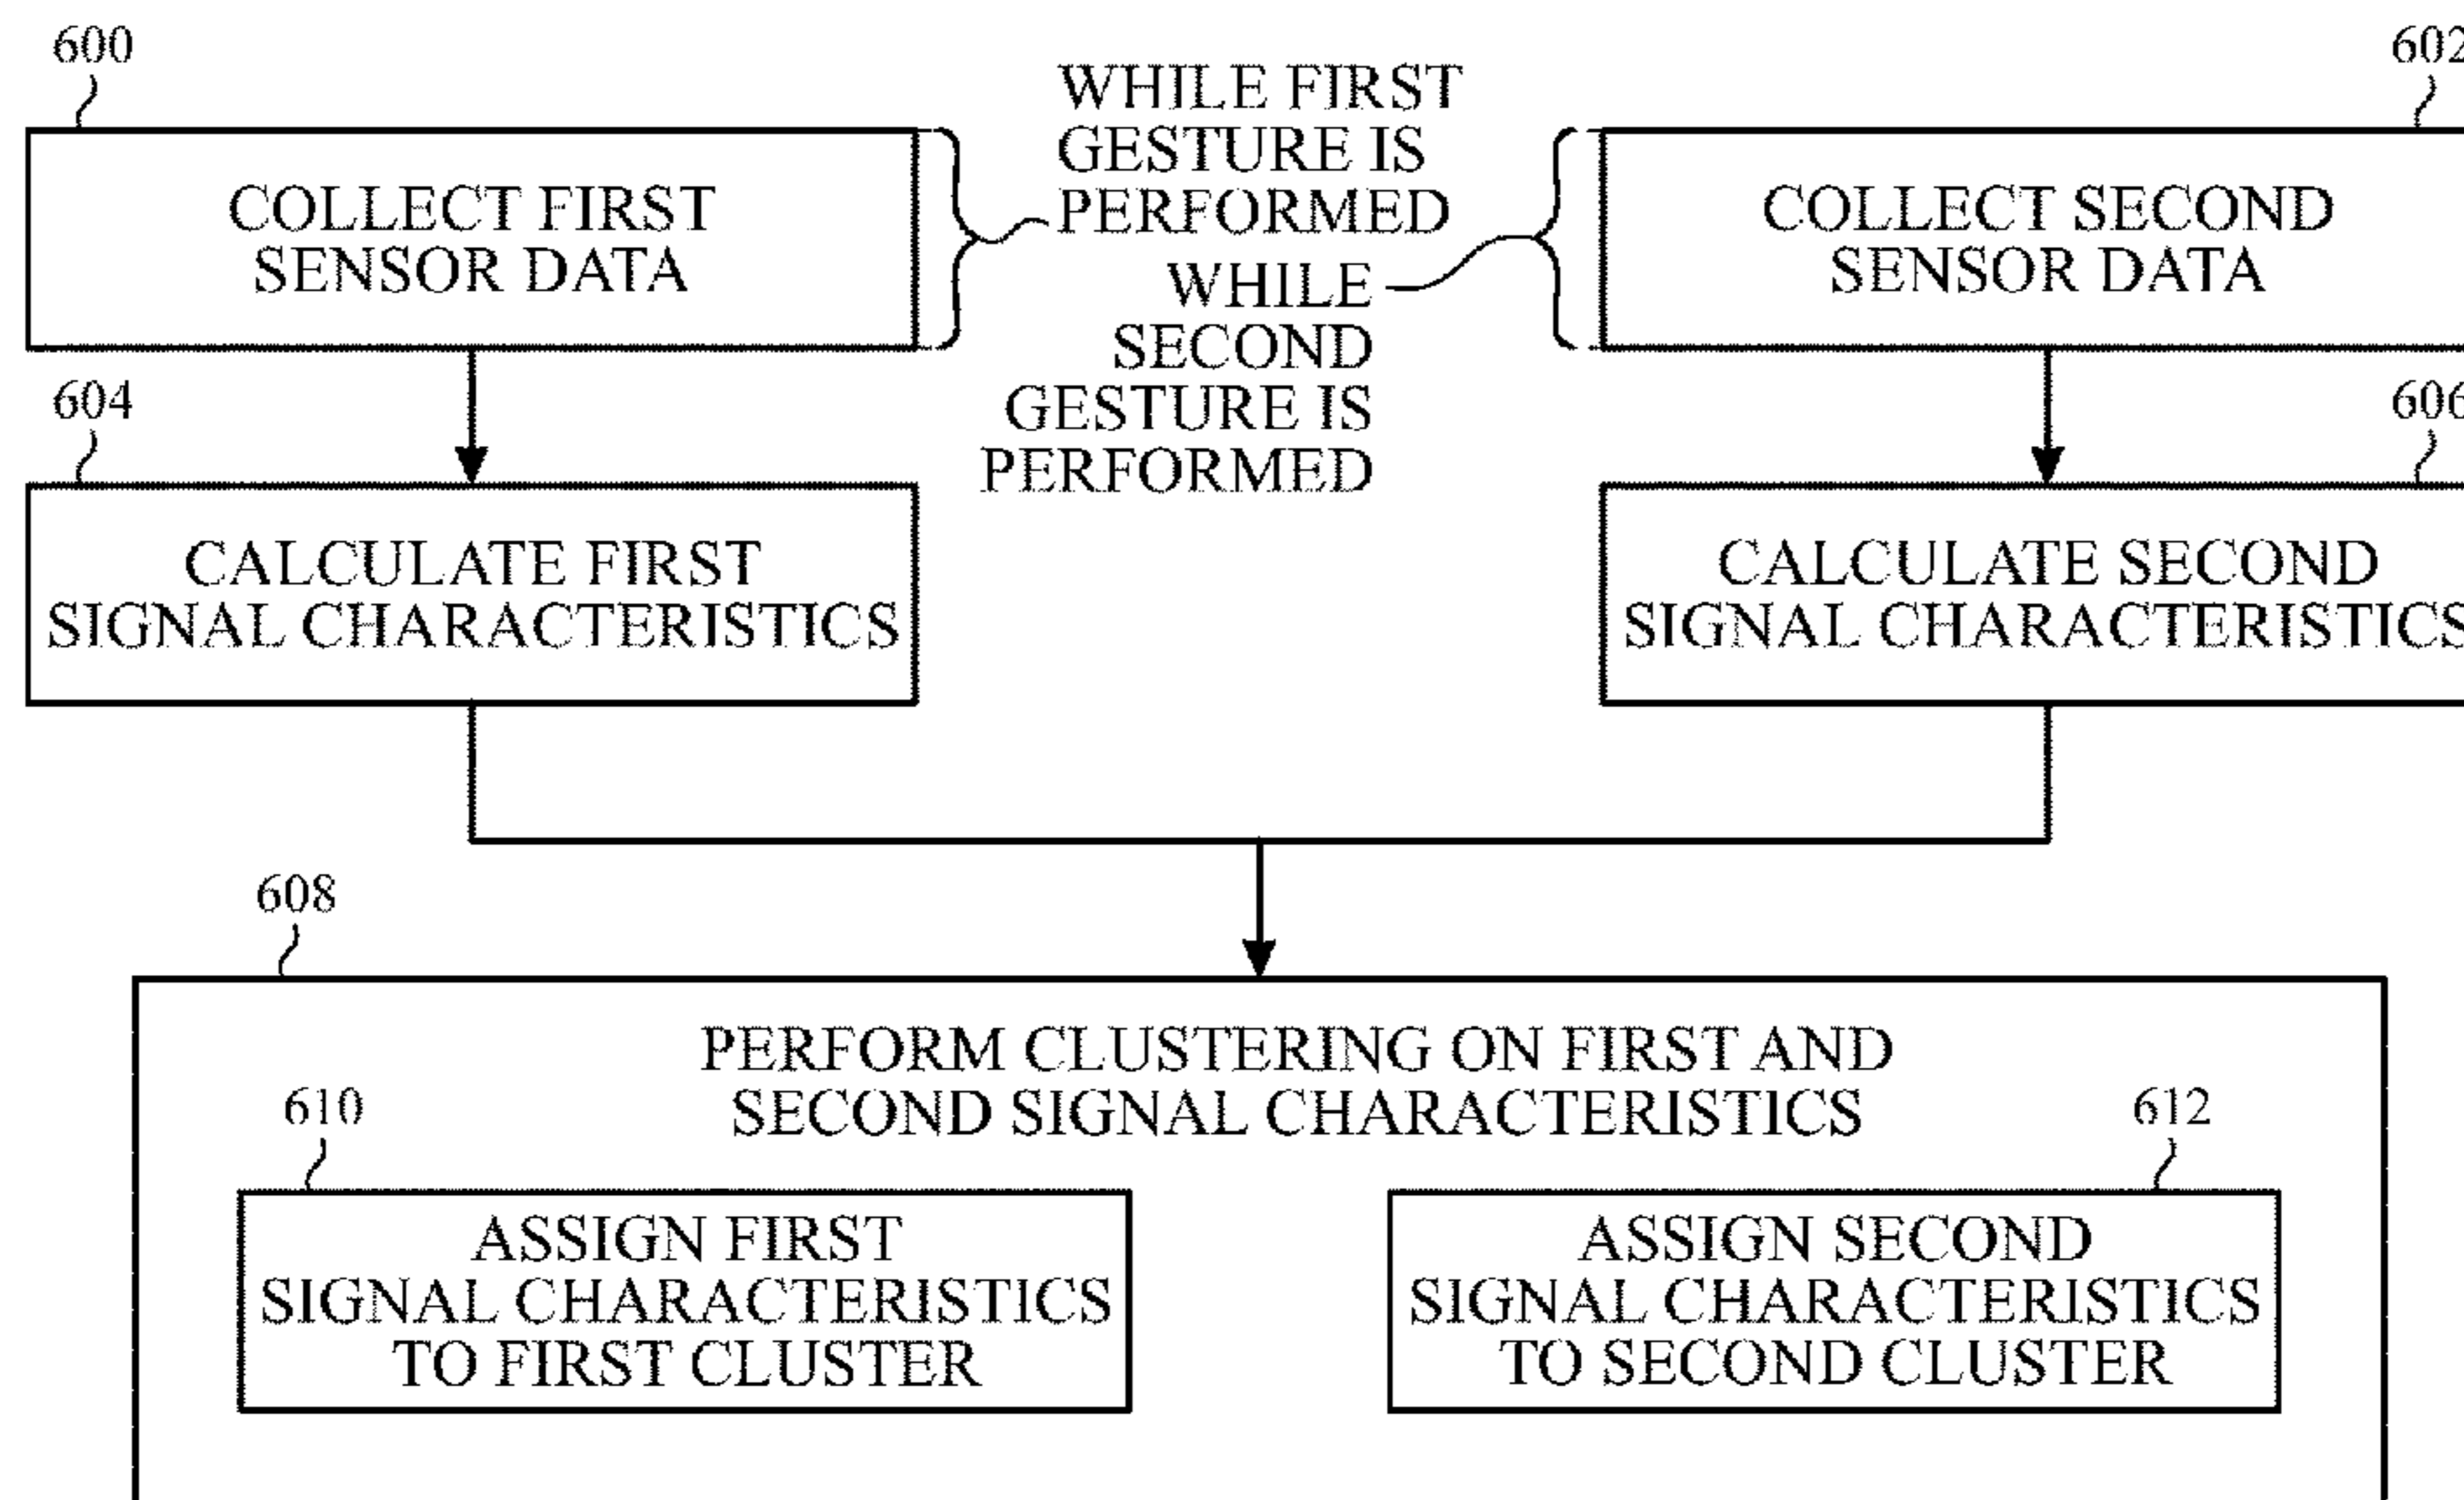 600
602
WHILE FIRST
GESTURE IS
PERFORMED
COLLECT FIRST
SENSOR DATA
COLLECT SECOND
SENSOR DATA
WHILE
SECOND
GESTURE IS
PERFORMED
604
606
CALCULATE FIRST
SIGNAL CHARACTERISTICS
CALCULATE SECOND
SIGNAL CHARACTERISTICS
608
PERFORM CLUSTERING ON FIRST AND
SECOND SIGNAL CHARACTERISTICS
610
612
ASSIGN FIRST
SIGNAL CHARACTERISTICS
TO FIRST CLUSTER
ASSIGN SECOND
SIGNAL CHARACTERISTICS
TO SECOND CLUSTER